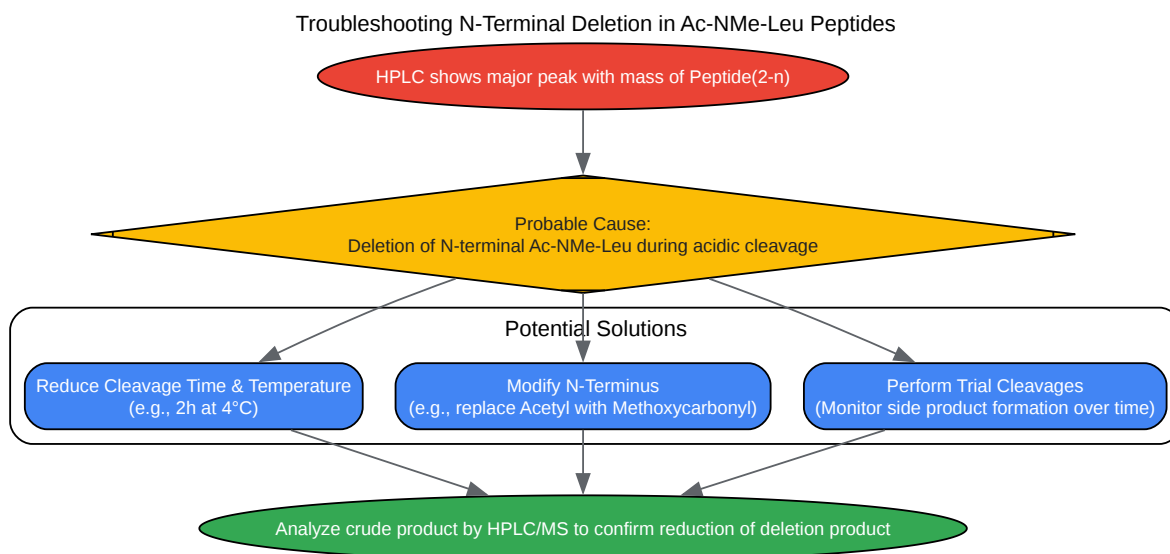 Troubleshooting N-Terminal Deletion in Ac-NMe-Leu Peptides
HPLC shows major peak with mass of Peptide(2-n)
Probable Cause:
Deletion of N-terminal Ac-NMe-Leu during acidic cleavage
Potential Solutions
Reduce Cleavage Time & Temperature
(e.g., 2h at 4°C)
Modify N-Terminus
(e.g., replace Acetyl with Methoxycarbonyl)
Perform Trial Cleavages
(Monitor side product formation over time)
Analyze crude product by HPLC/MS to confirm reduction of deletion product